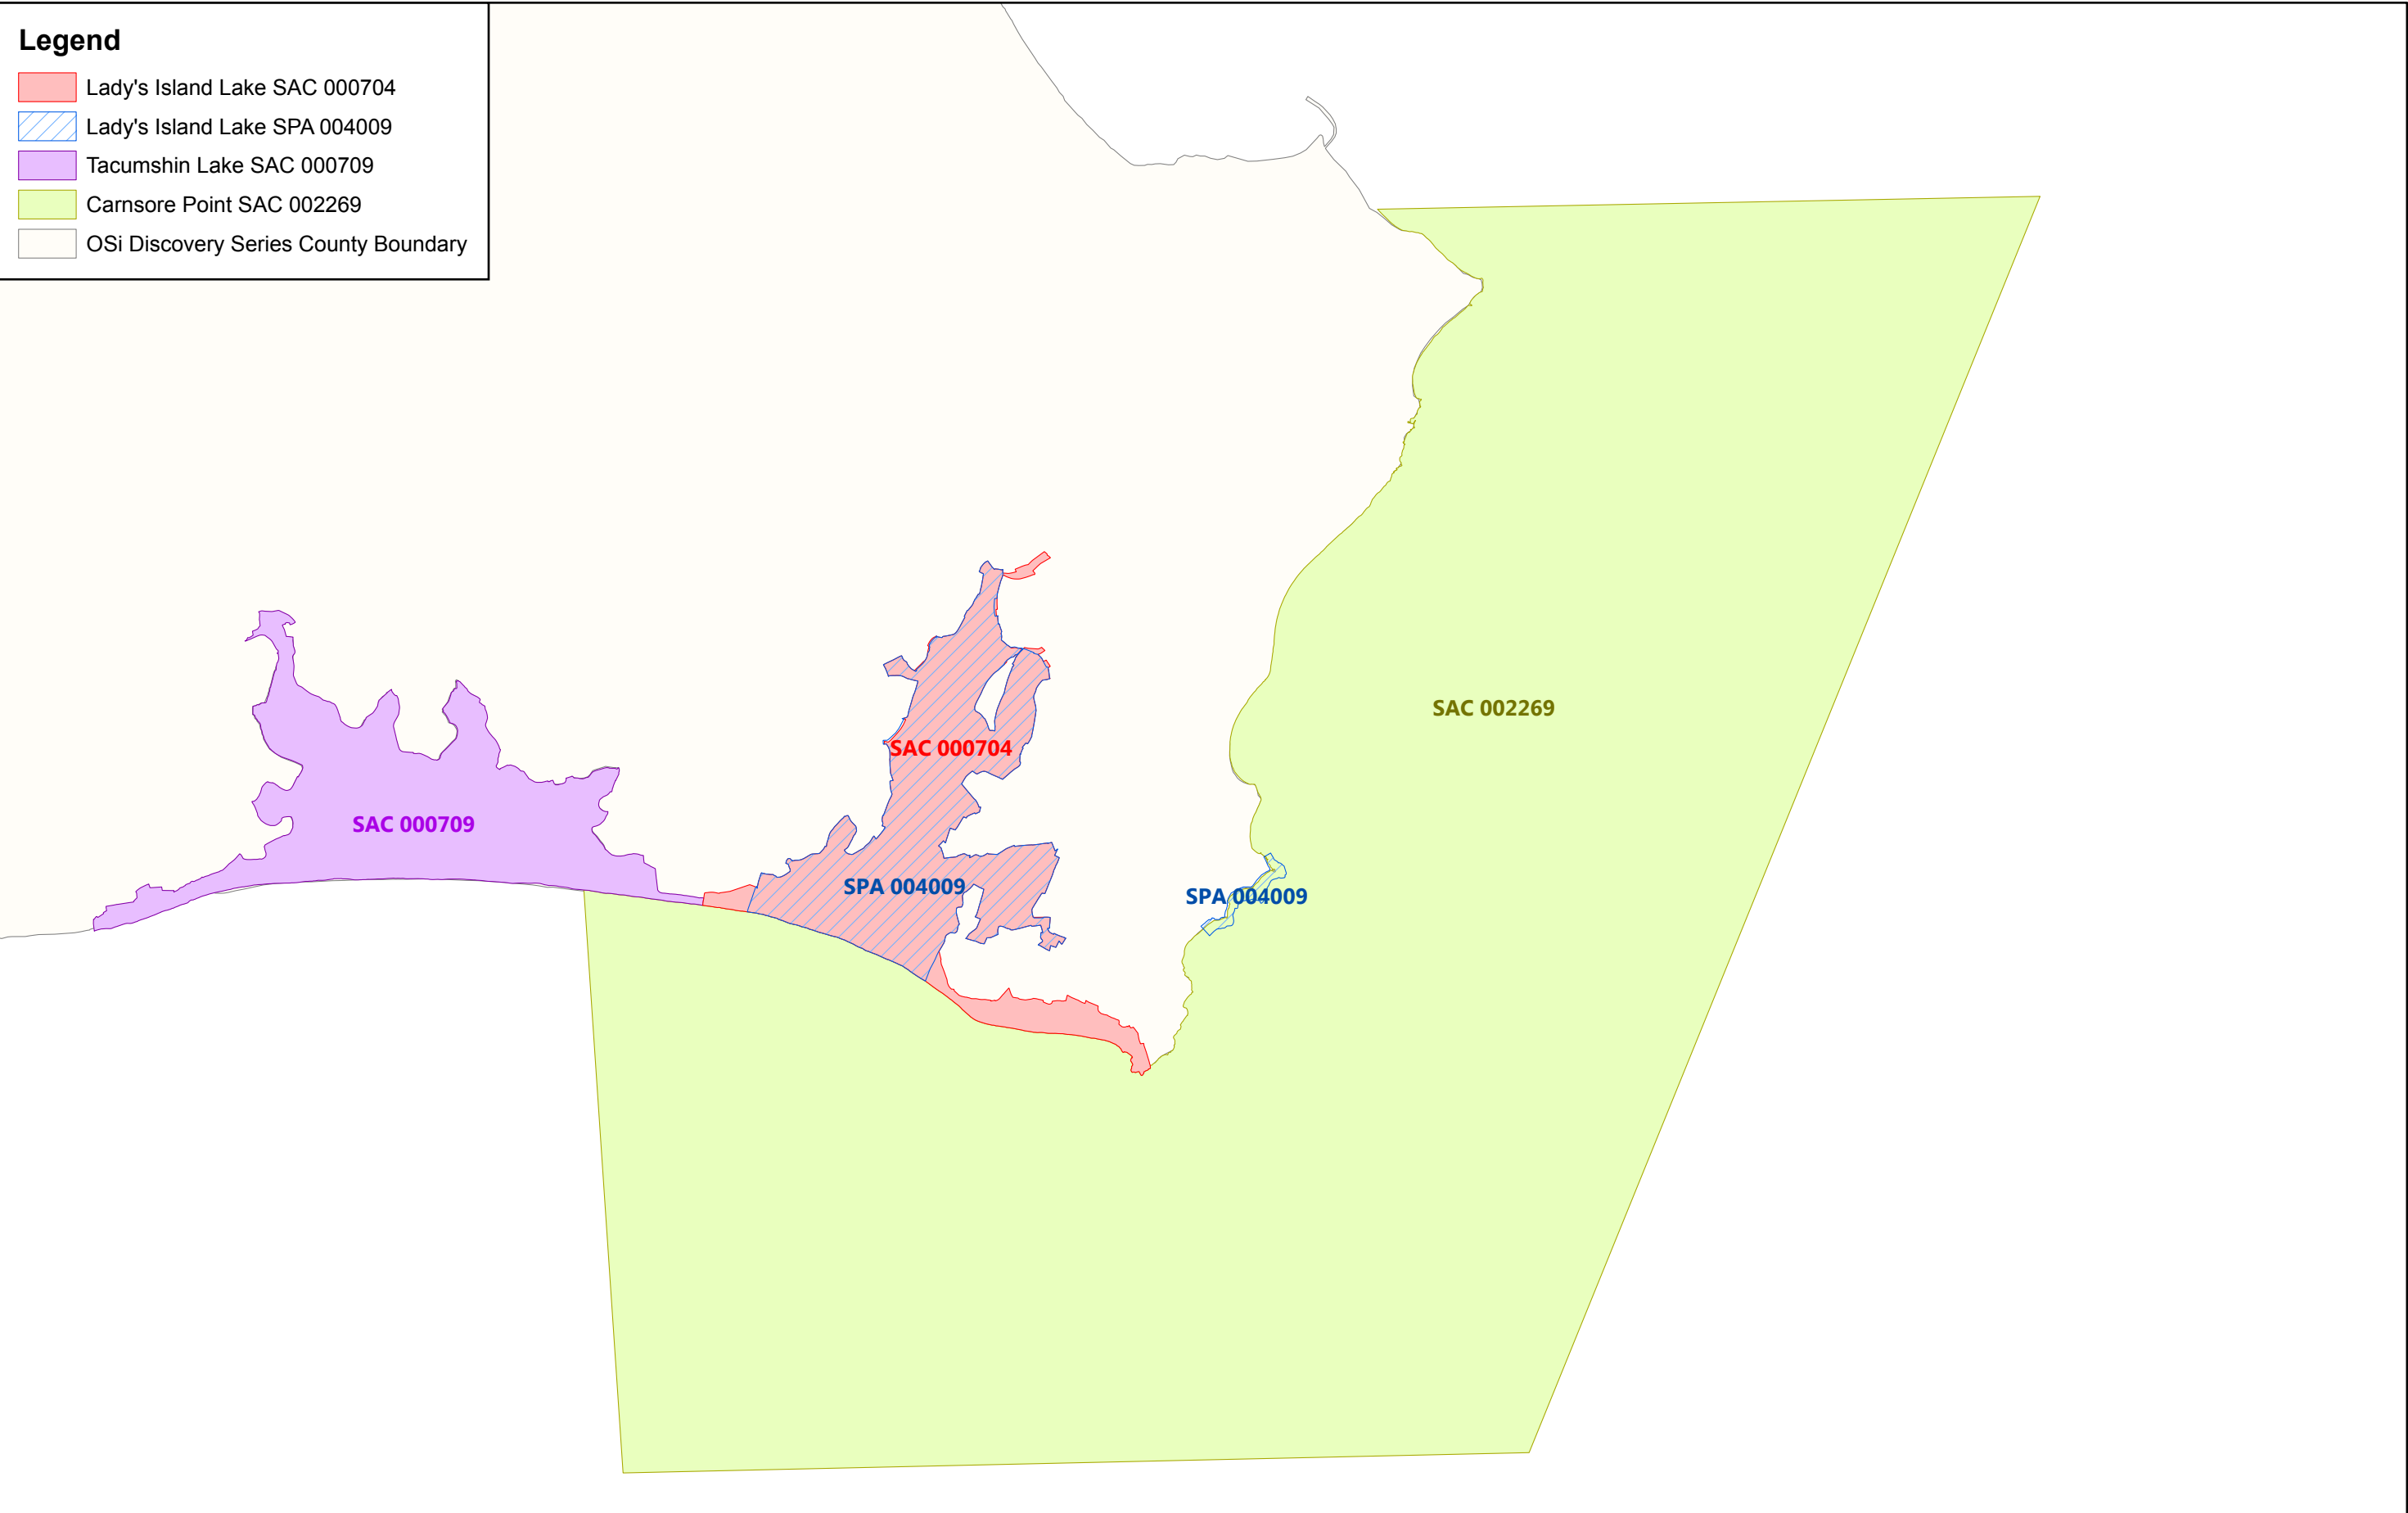 Legend
Lady's Island Lake SAC 000704
Lady's Island Lake SPA 004009
Tacumshin Lake SAC 000709
Carnsore Point SAC 002269
OSi Discovery Series County Boundary
SAC 002269
SAC 000704
SAC 000709
SPA 004009
SPA 004009